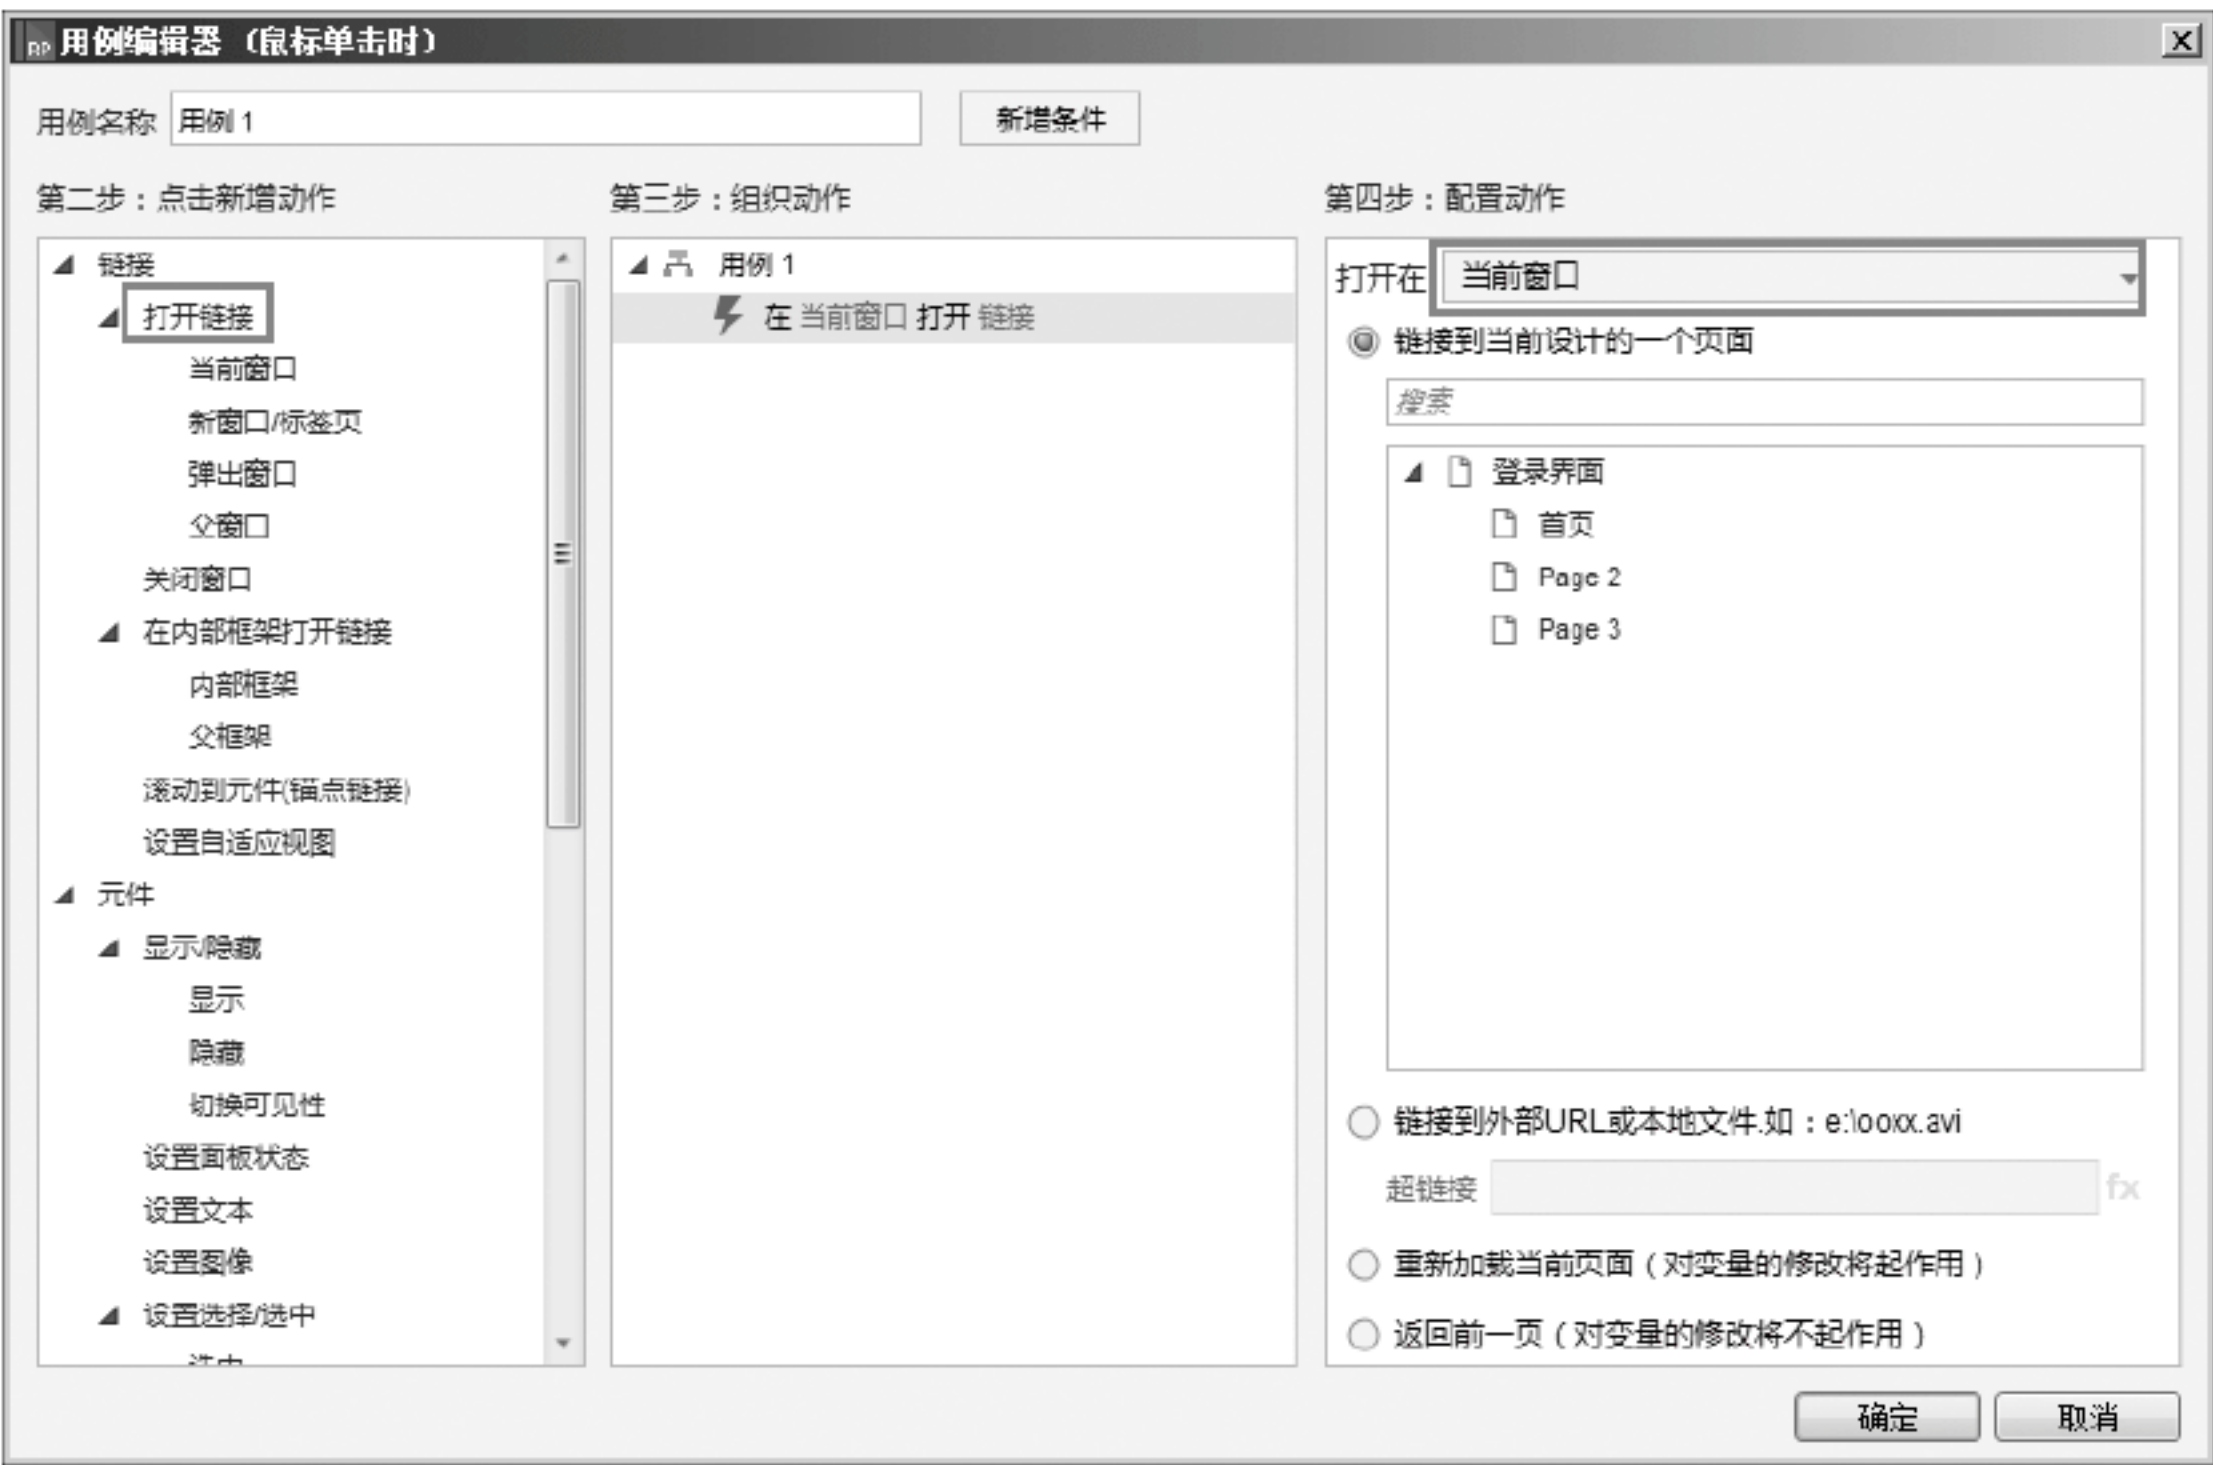 RP 用例编辑器（鼠标单击时）
用例名称 用例 1 新增条件
第二步：点击新增动作
链接
打开链接
当前窗口
新窗口/标签页
弹出窗口
父窗口
关闭窗口
在内部框架打开链接
内部框架
父框架
滚动到元件(锚点链接)
设置自适应视图
元件
显示/隐藏
显示
隐藏
切换可见性
设置面板状态
设置文本
设置图像
设置选择/选中
选中
第三步：组织动作
用例 1
在 当前窗口 打开 链接
第四步：配置动作
打开在 当前窗口
链接到当前设计的一个页面
搜索
登录界面
首页
Page 2
Page 3
链接到外部URL或本地文件.如：e:\ooxx.avi
超链接 fx
重新加载当前页面（对变量的修改将起作用）
返回前一页（对变量的修改将不起作用）
确定 取消